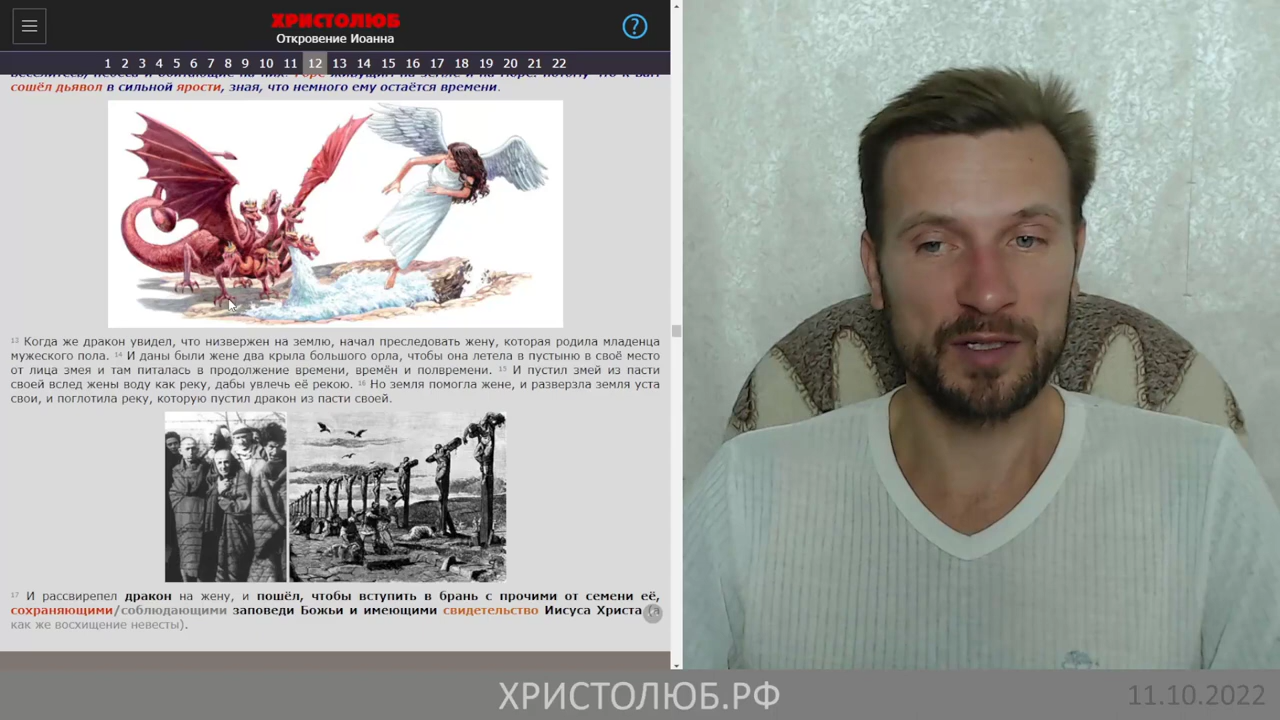 ХРИСТОЛЮБ
Откровение Иоанна
?
1 2 3 4 5 6 7 8 9 10 11 12 13 14 15 16 17 18 19 20 21 22
сошёл дьявол в сильной ярости, зная, что немного ему остаётся времени.
13 Когда же дракон увидел, что низвержен на землю, начал преследовать жену, которая родила младенца
мужеского пола. 14 И даны были жене два крыла большого орла, чтобы она летела в пустыню в своё место
от лица змея и там питалась в продолжение времени, времён и полвремени. 15 И пустил змей из пасти
своей вслед жены воду как реку, дабы увлечь её рекою. 16 Но земля помогла жене, и разверзла земля уста
свои, и поглотила реку, которую пустил дракон из пасти своей.
17 И рассвирепел дракон на жену, и пошёл, чтобы вступить в брань с прочими от семени её,
сохраняющими/соблюдающими заповеди Божьи и имеющими свидетельство Иисуса Христа (а
как же восхищение невесты).
ХРИСТОЛЮБ.РФ
11.10.2022